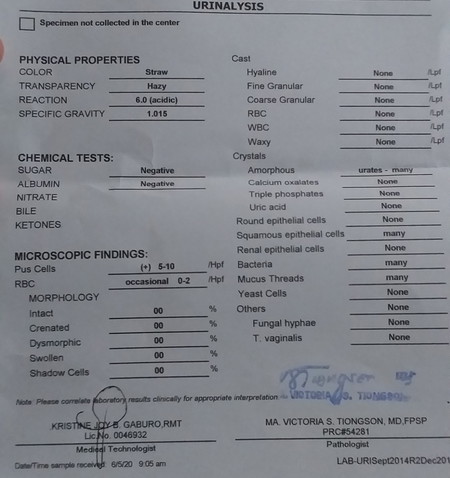 URINALYSIS
Specimen not collected in the center
PHYSICAL PROPERTIES
COLOR Straw
TRANSPARENCY Hazy
REACTION 6.0 (acidic)
SPECIFIC GRAVITY 1.015
CHEMICAL TESTS:
SUGAR Negative
ALBUMIN Negative
NITRATE
BILE
KETONES
MICROSCOPIC FINDINGS:
Pus Cells (+) 5-10 /Hpf
RBC occasional 0-2 /Hpf
MORPHOLOGY
Intact 00 %
Crenated 00 %
Dysmorphic 00 %
Swollen 00 %
Shadow Cells 00 %
Cast
Hyaline None /Lpf
Fine Granular None /Lpf
Coarse Granular None /Lpf
RBC None /Lpf
WBC None /Lpf
Waxy None /Lpf
Crystals
Amorphous urates - many
Calcium oxalates None
Triple phosphates None
Uric acid None
Round epithelial cells None
Squamous epithelial cells many
Renal epithelial cells None
Bacteria many
Mucus Threads many
Yeast Cells None
Others None
Fungal hyphae None
T. vaginalis None
Note: Please correlate laboratory results clinically for appropriate interpretation
VICTORIA S. TIONGSON
KRISTINE JOY B. GABURO,RMT
Lic.No. 0046932
Medical Technologist
MA. VICTORIA S. TIONGSON, MD,FPSP
PRC#54281
Pathologist
Date/Time sample received 6/5/20 9:05 am
LAB-URISept2014R2Dec201